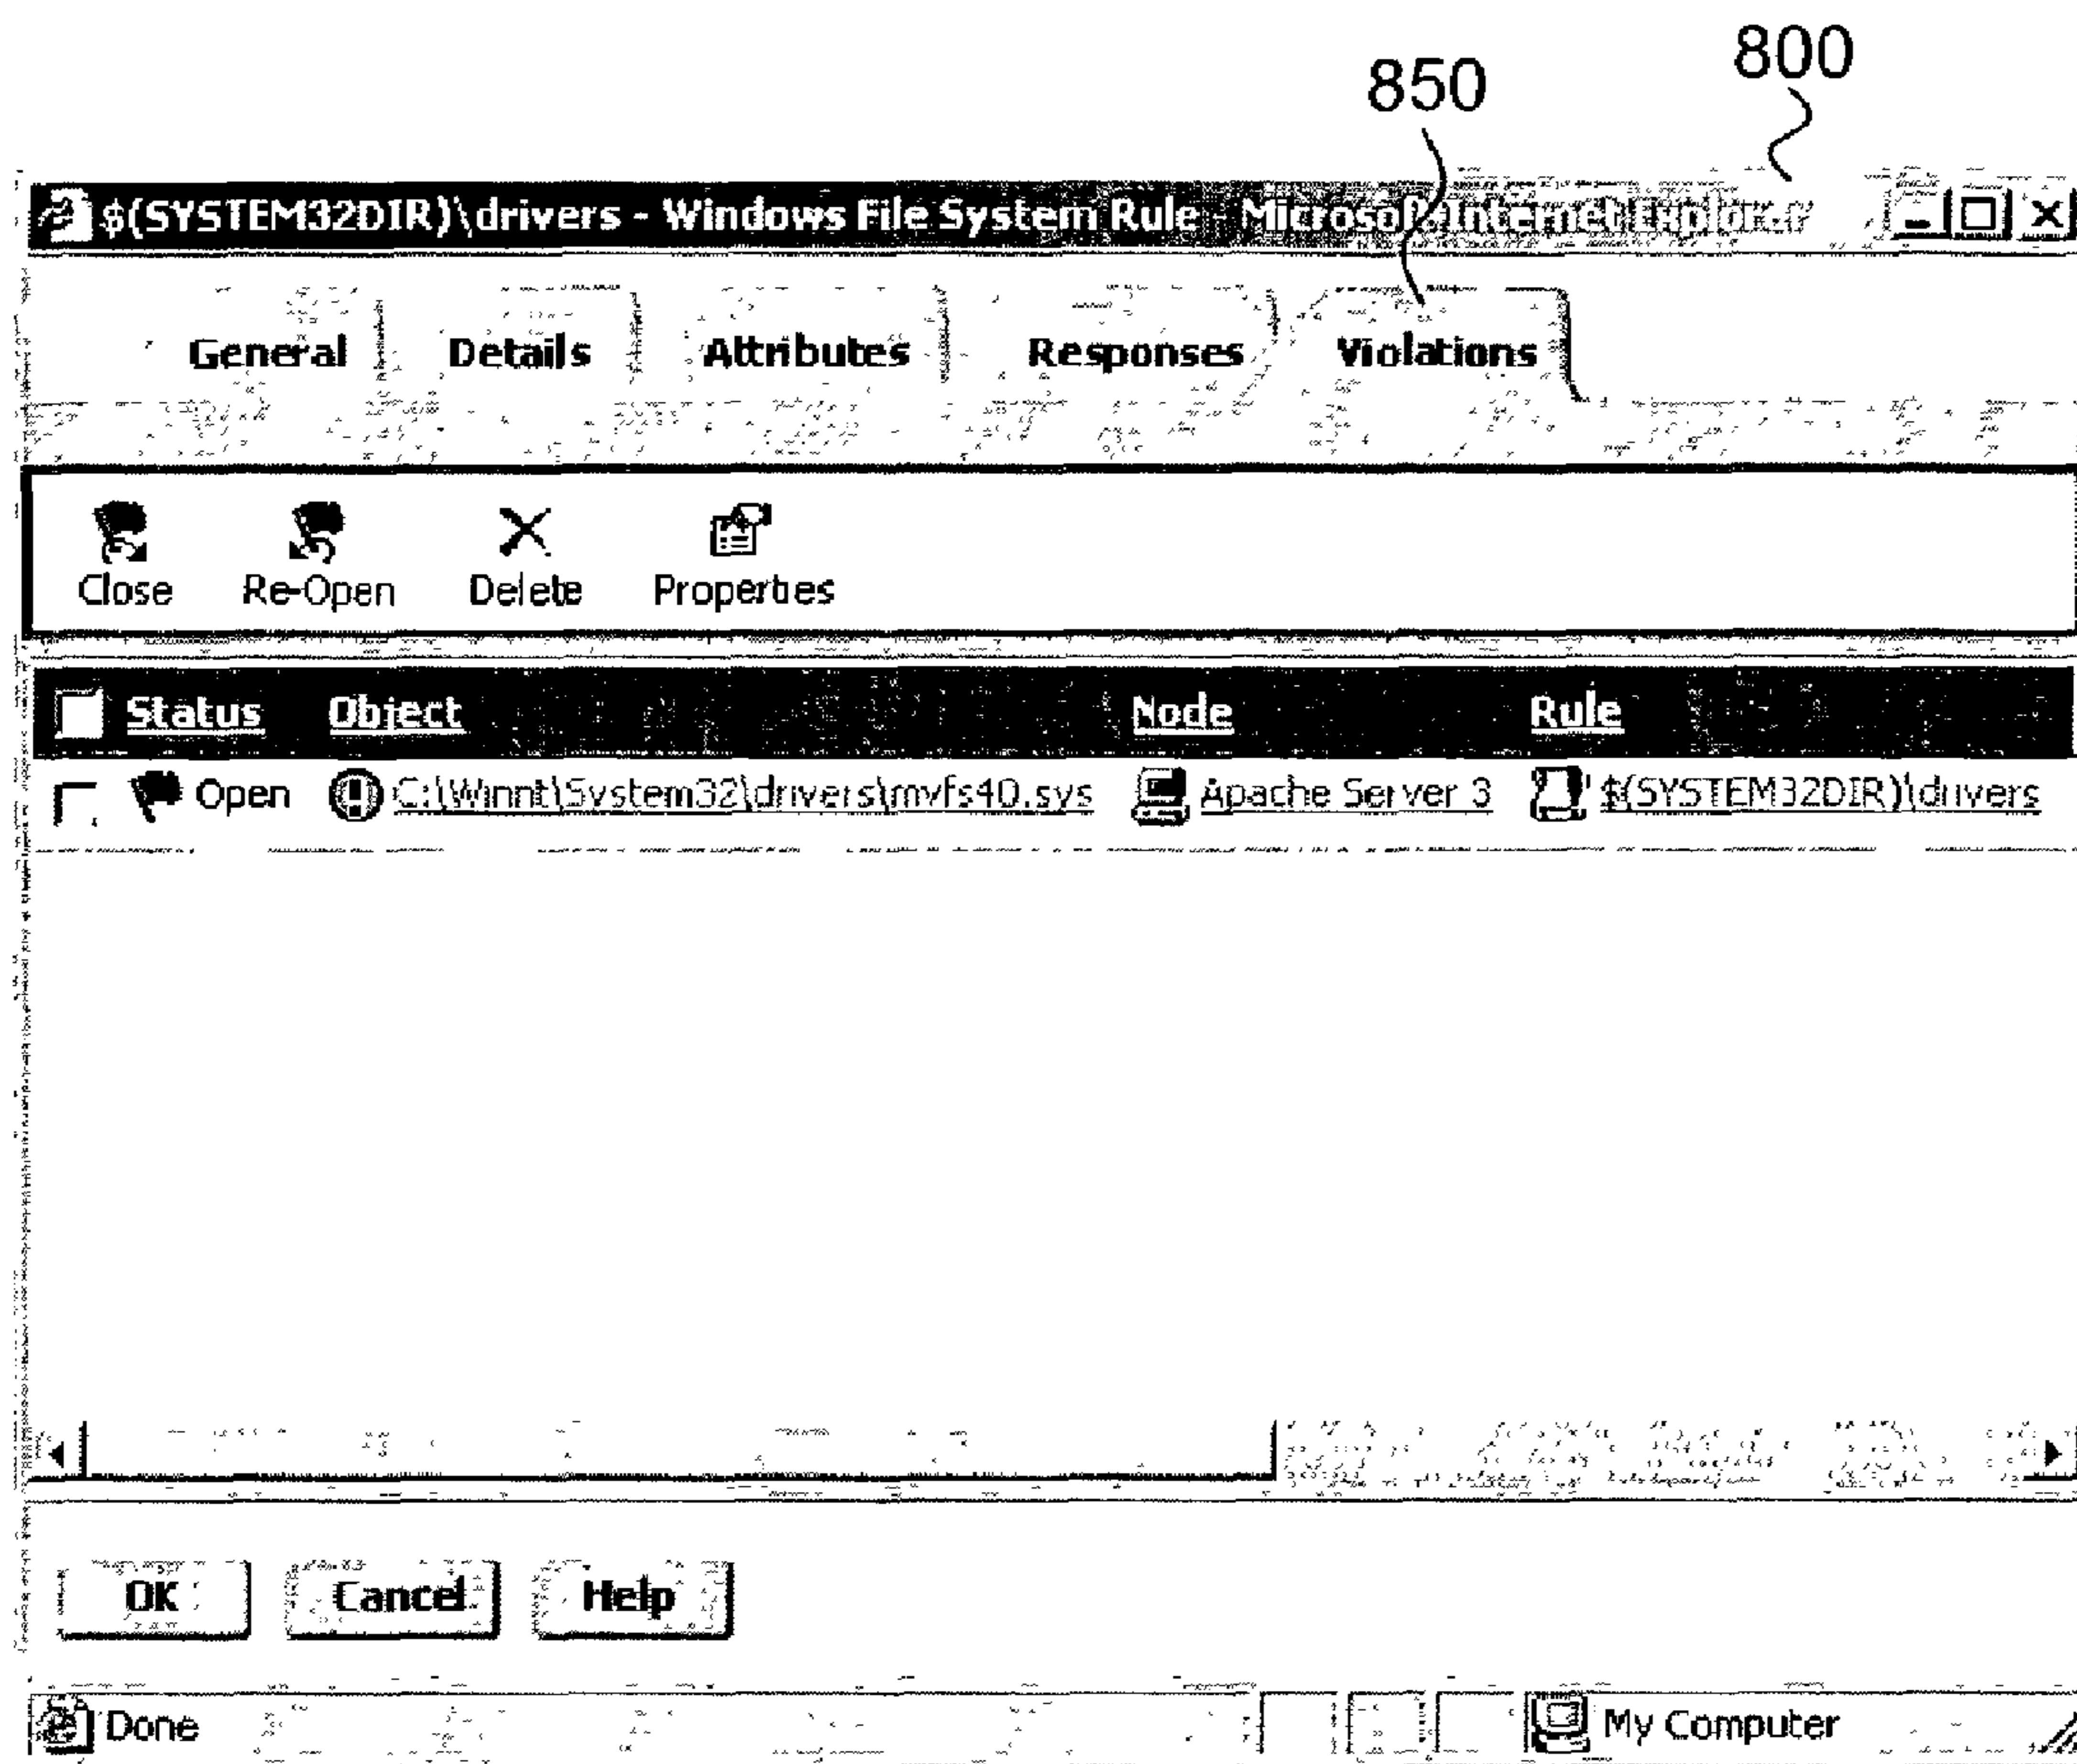 800
850
$(SYSTEM32DIR)\drivers - Windows File System Rule - Microsoft Internet Explorer
General Details Attributes Responses Violations
Close Re-Open Delete Properties
Status Object Node Rule
Open C:\Winnt\System32\drivers\mvfs40.sys Apache Server 3 $(SYSTEM32DIR)\drivers
OK Cancel Help
Done My Computer